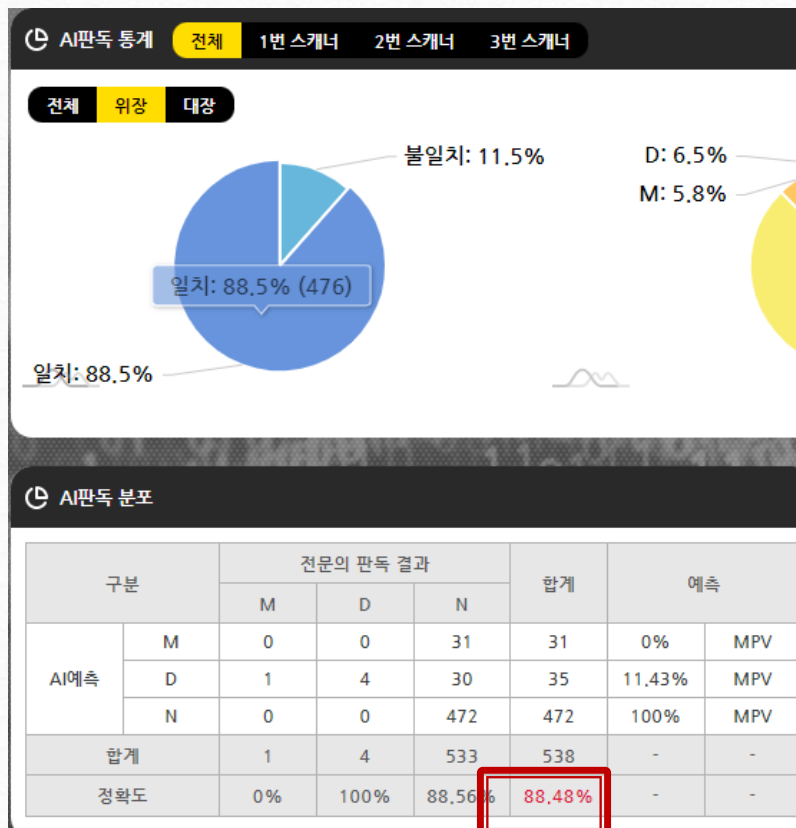 AI판독 통계 전체 1번 스캐너 2번 스캐너 3번 스캐너
전체 위장 대장
불일치: 11.5% D: 6.5%
M: 5.8%
일치: 88.5% (476)
일치: 88.5%
AI판독 분포
구분 전문의 판독 결과 합계 예측
M D N
AI예측 M 0 0 31 31 0% MPV
D 1 4 30 35 11.43% MPV
N 0 0 472 472 100% MPV
합계 1 4 533 538 - -
정확도 0% 100% 88.56% 88.48% - -